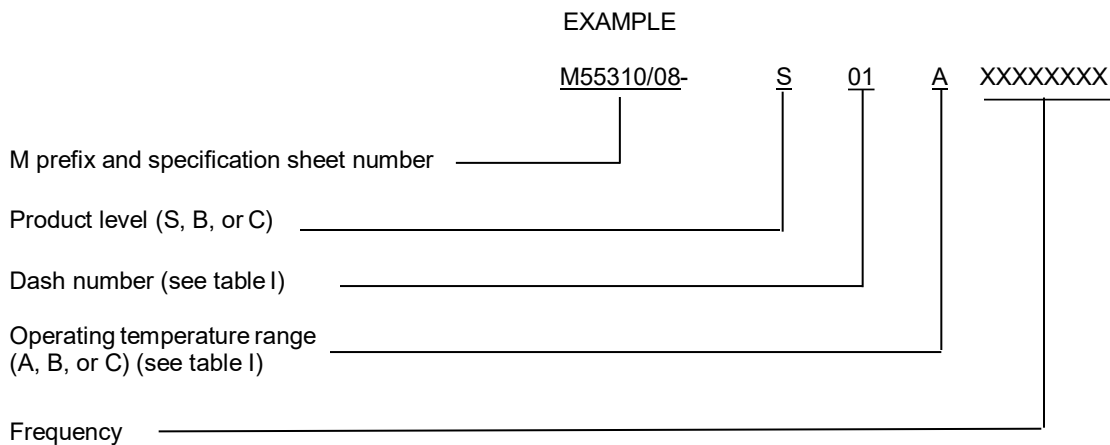 EXAMPLE
M55310/08- S 01 A XXXXXXXX
M prefix and specification sheet number
Product level (S, B, or C)
Dash number (see table I)
Operating temperature range
(A, B, or C) (see table I)
Frequency